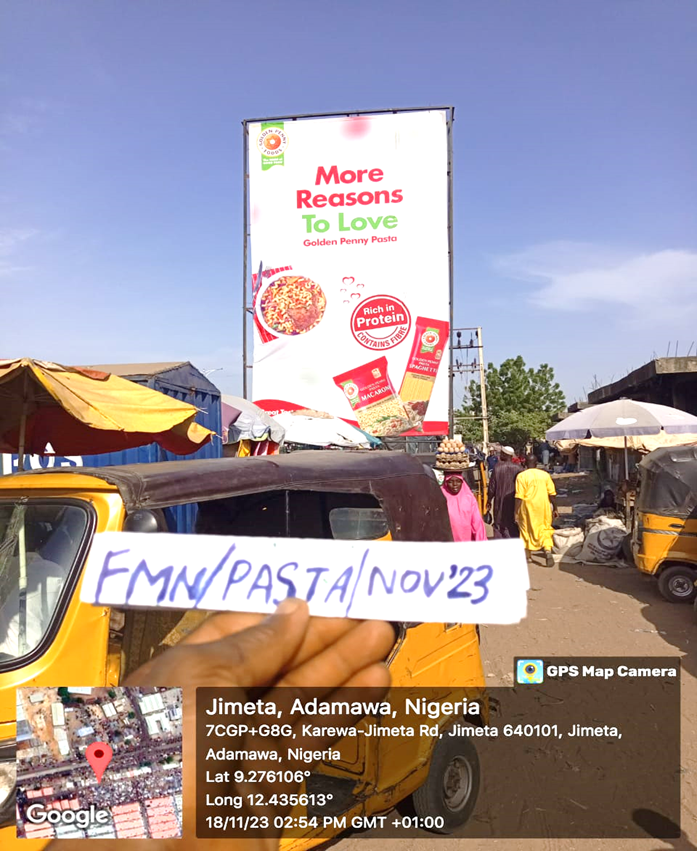 GOLDEN PENNY
FOODS
More
Reasons
To Love
Golden Penny Pasta
Rich in
Protein
CONTAINS FIBRE
GOLDEN PENNY
SPAGHETTI
MACARONI
FMN/PASTA/NOV'23
GPS Map Camera
Jimeta, Adamawa, Nigeria
7CGP+G8G, Karewa-Jimeta Rd, Jimeta 640101, Jimeta,
Adamawa, Nigeria
Lat 9.276106°
Long 12.435613°
18/11/23 02:54 PM GMT +01:00
Google